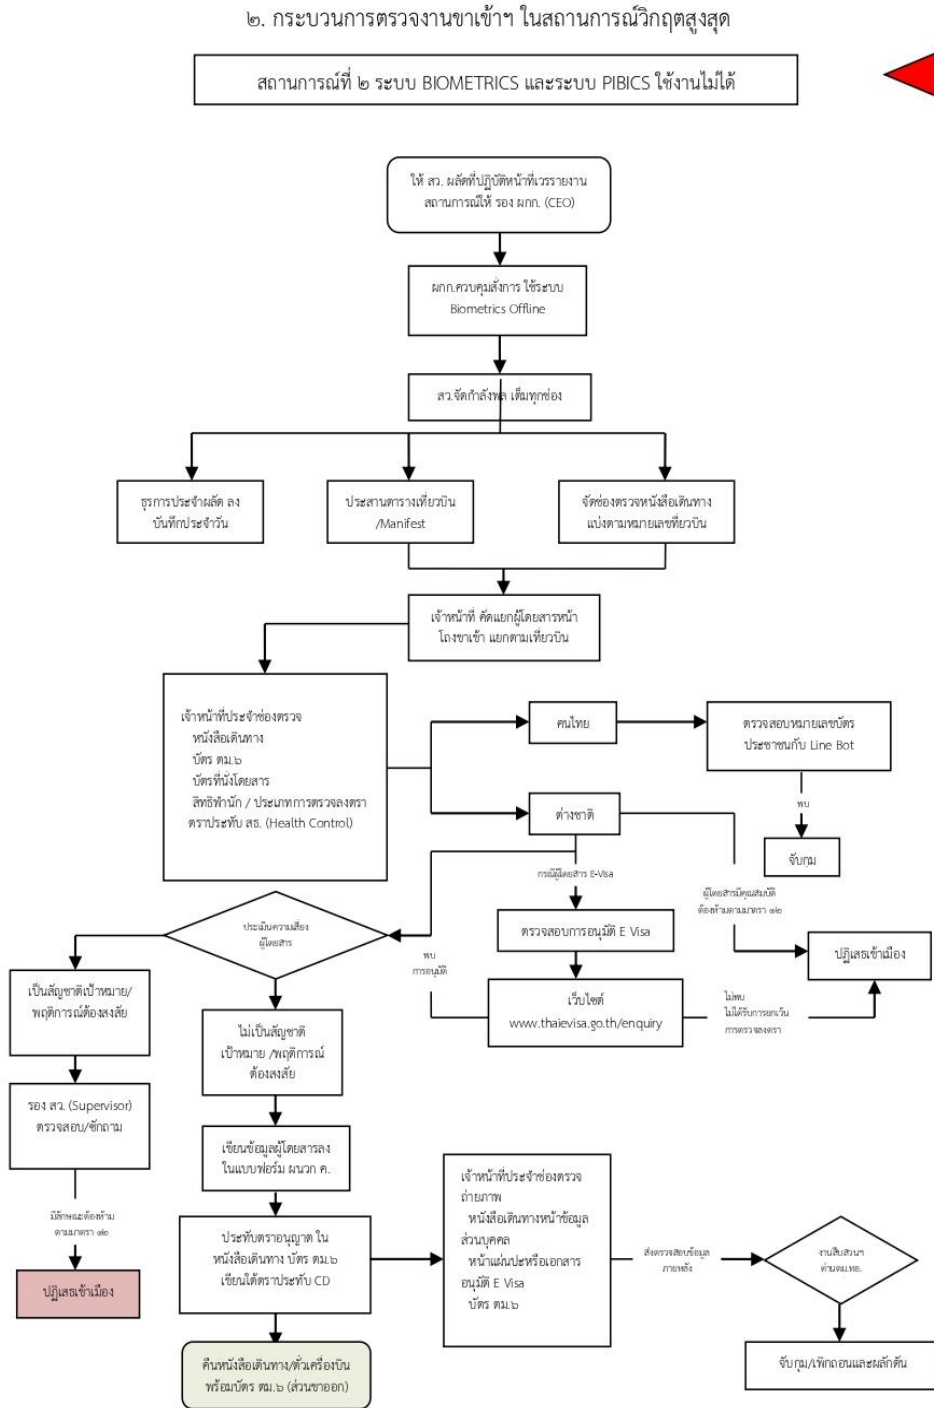 ๒. กระบวนการตรวจงานขาเข้าฯ ในสถานการณ์วิกฤตสูงสุด
สถานการณ์ที่ ๒ ระบบ BIOMETRICS และระบบ PIBICS ใช้งานไม่ได้
ให้ สว. ผลัดที่ปฏิบัติหน้าที่เวรรายงาน
สถานการณ์ให้ รอง ผกก. (CEO)
ผกก.ควบคุมสั่งการ ใช้ระบบ
Biometrics Offline
สว.จัดกำลังพล เต็มทุกช่อง
ธุรการประจำผลัด ลง
บันทึกประจำวัน
ประสานตารางเที่ยวบิน
/Manifest
จัดช่องตรวจหนังสือเดินทาง
แบ่งตามหมายเลขที่ยวบิน
เจ้าหน้าที่ คัดแยกผู้โดยสารหน้า
โถงขาเข้า แยกตามเที่ยวบิน
เจ้าหน้าที่ประจำช่องตรวจ
หนังสือเดินทาง
บัตร ตม.๖
บัตรที่นั่งโดยสาร
สิทธิพำนัก / ประเภทการตรวจลงตรา
ตราประทับ สธ. (Health Control)
คนไทย
ตรวจสอบหมายเลขบัตร
ประชาชนกับ Line Bot
พบ
จับกุม
ต่างชาติ
กรณีผู้โดยสาร E-Visa
ผู้โดยสารมีคุณสมบัติ
ต้องห้ามตามมาตรา ๑๒
ตรวจสอบการอนุมัติ E Visa
ปฏิเสธเข้าเมือง
เว็บไซต์
www.thaievisa.go.th/enquiry
ไม่พบ
ไม่ได้รับการยกเว้น
การตรวจลงตรา
พบ
การอนุมัติ
ประเมินความเสี่ยง
ผู้โดยสาร
เป็นสัญชาติเป้าหมาย/
พฤติการณ์ต้องสงสัย
ไม่เป็นสัญชาติ
เป้าหมาย /พฤติการณ์
ต้องสงสัย
รอง สว. (Supervisor)
ตรวจสอบ/ซักถาม
มีลักษณะต้องห้าม
ตามมาตรา ๑๒
ปฏิเสธเข้าเมือง
เขียนข้อมูลผู้โดยสารลง
ในแบบฟอร์ม ผนวก ค.
ประทับตราอนุญาต ใน
หนังสือเดินทาง บัตร ตม.๖
เขียนใต้ตราประทับ CD
คืนหนังสือเดินทาง/ตั๋วเครื่องบิน
พร้อมบัตร ตม.๖ (ส่วนขาออก)
เจ้าหน้าที่ประจำช่องตรวจ
ถ่ายภาพ
หนังสือเดินทางหน้าข้อมูล
ส่วนบุคคล
หน้าแผ่นปะหรือเอกสาร
อนุมัติ E Visa
บัตร ตม.๖
ส่งตรวจสอบข้อมูล
ภายหลัง
งานสืบสวนฯ
ด่านตม.ทอ.
จับกุม/เพิกถอนและผลักดัน